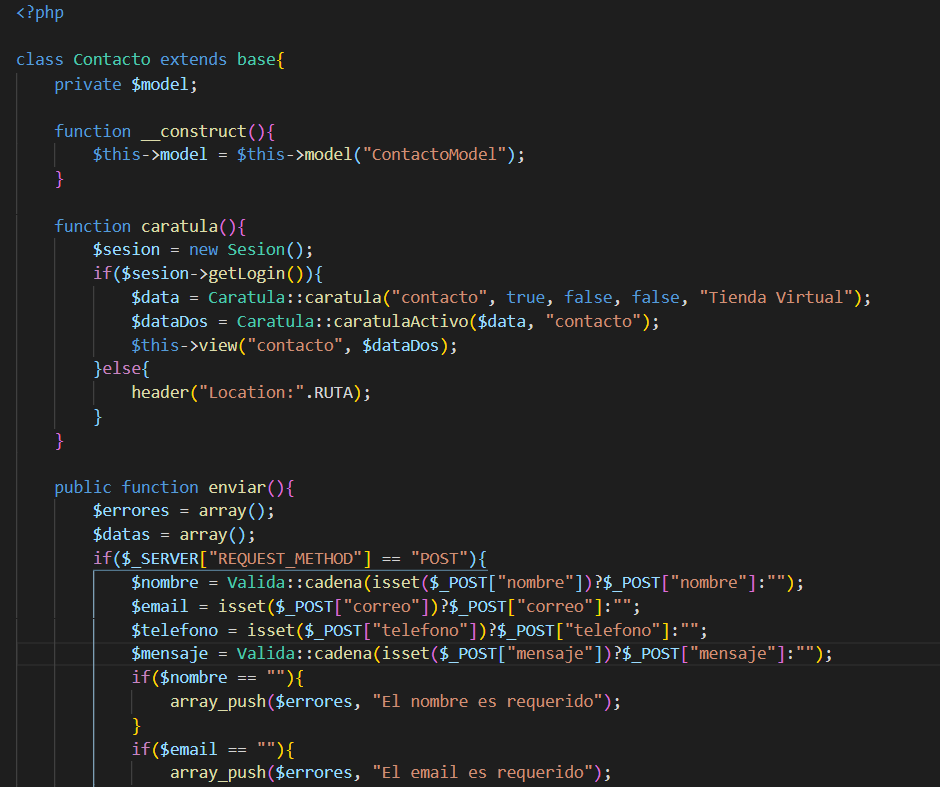 <?php
class Contacto extends base{
private $model;
function __construct(){
$this->model = $this->model("ContactoModel");
}
function caratula(){
$sesion = new Sesion();
if($sesion->getLogin()){
$data = Caratula::caratula("contacto", true, false, false, "Tienda Virtual");
$dataDos = Caratula::caratulaActivo($data, "contacto");
$this->view("contacto", $dataDos);
}else{
header("Location:".RUTA);
}
}
public function enviar(){
$errores = array();
$datas = array();
if($_SERVER["REQUEST_METHOD"] == "POST"){
$nombre = Valida::cadena(isset($_POST["nombre"])?$_POST["nombre"]:"");
$email = isset($_POST["correo"])?$_POST["correo"]:"";
$telefono = isset($_POST["telefono"])?$_POST["telefono"]:"";
$mensaje = Valida::cadena(isset($_POST["mensaje"])?$_POST["mensaje"]:"");
if($nombre == ""){
array_push($errores, "El nombre es requerido");
}
if($email == ""){
array_push($errores, "El email es requerido");